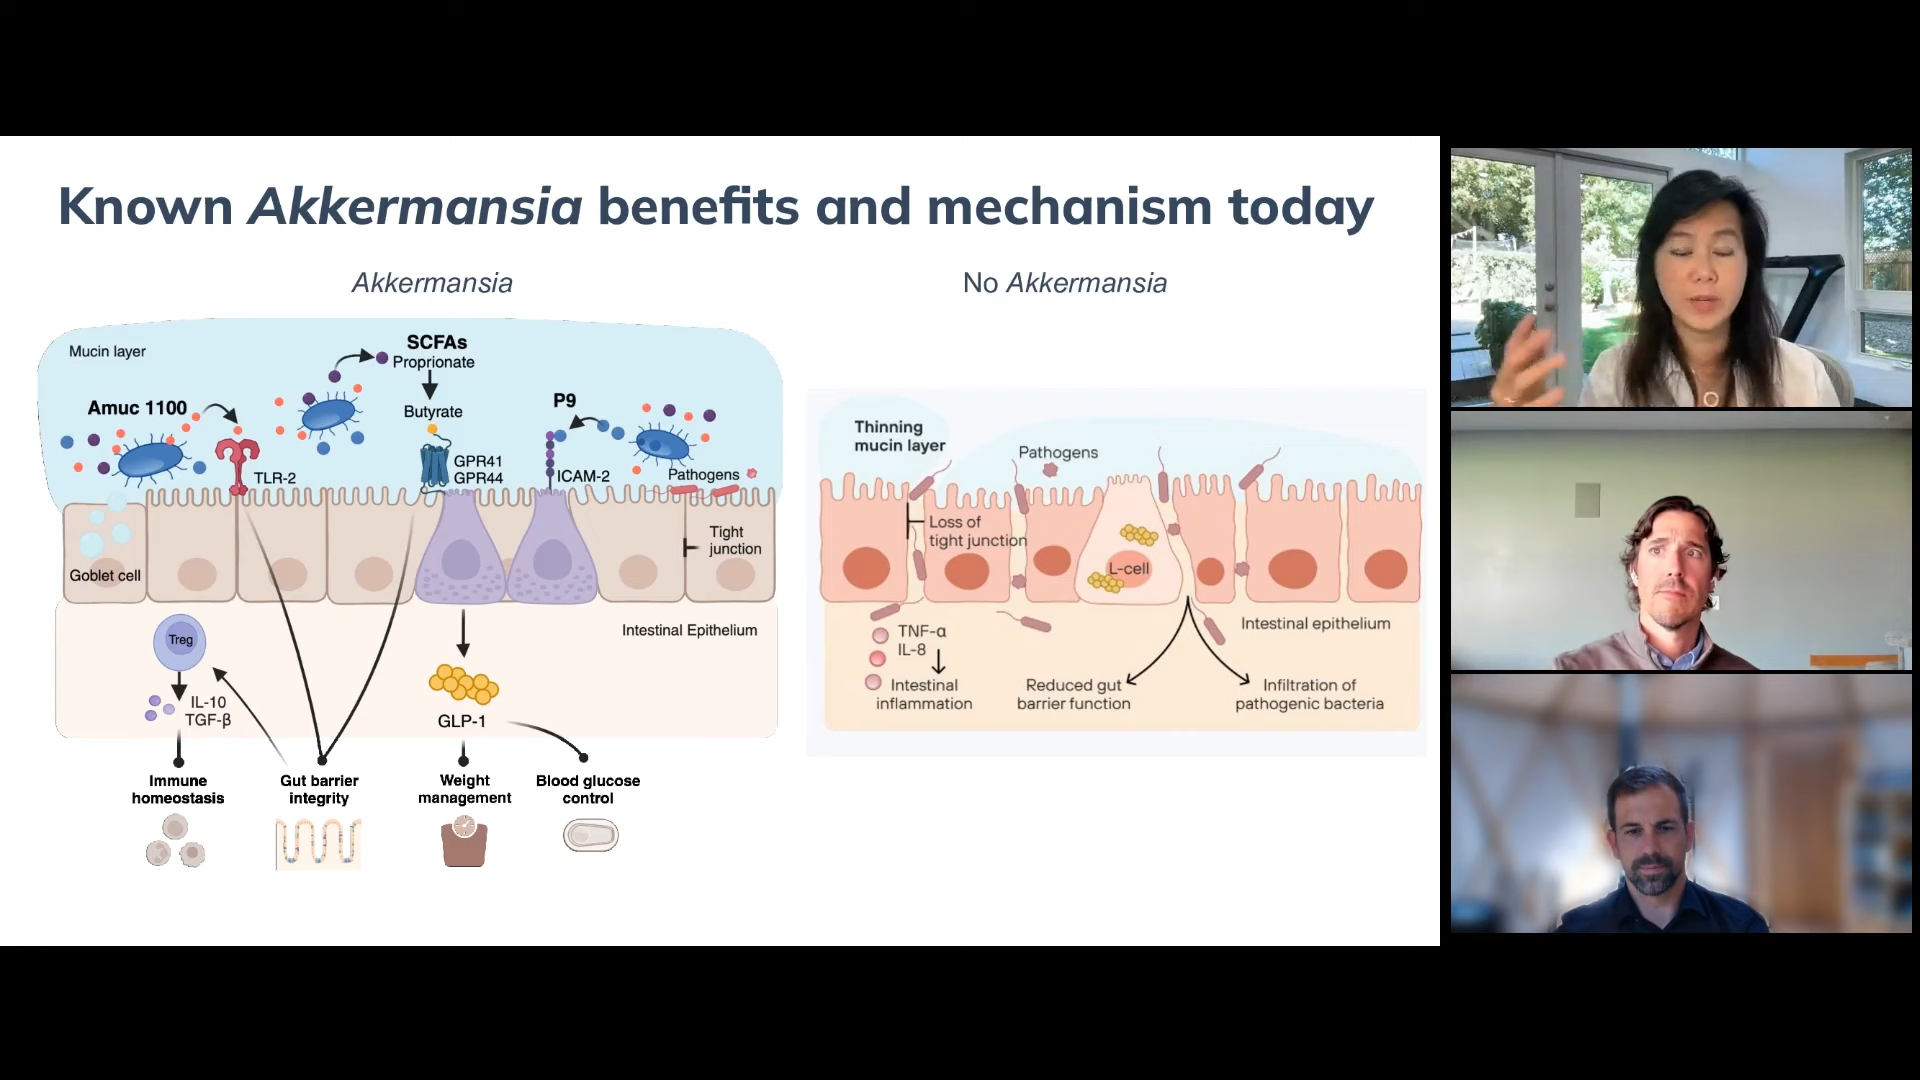 Known Akkermansia benefits and mechanism today
Akkermansia
Mucin layer
SCFAs
Proprionate
Butyrate
Amuc 1100
P9
TLR-2
GPR41
GPR44
ICAM-2
Pathogens
Tight
junction
Goblet cell
Treg
Intestinal Epithelium
IL-10
TGF-β
GLP-1
Immune
homeostasis
Gut barrier
integrity
Weight
management
Blood glucose
control
No Akkermansia
Thinning
mucin layer
Pathogens
Loss of
tight junction
L-cell
TNF-α
IL-8
Intestinal
inflammation
Reduced gut
barrier function
Intestinal epithelium
Infiltration of
pathogenic bacteria